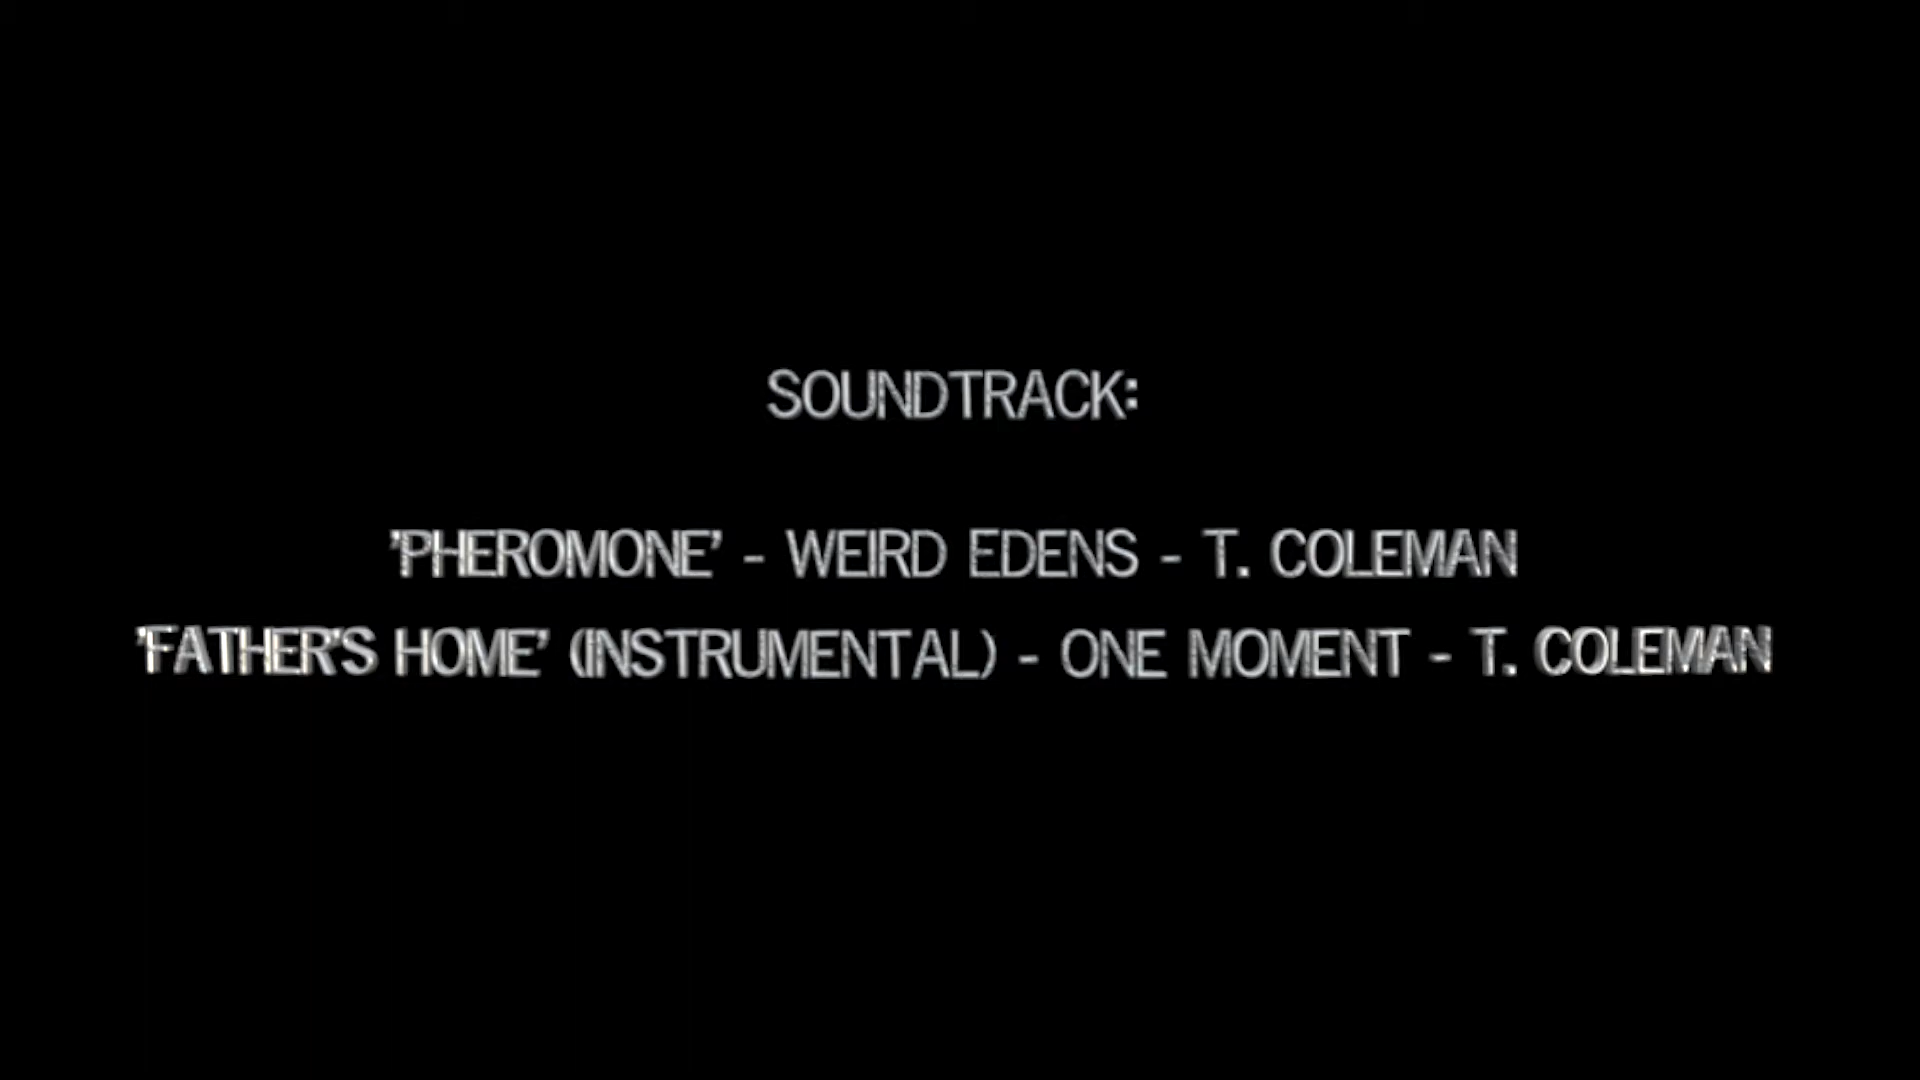 SOUNDTRACK:
'PHEROMONE' - WEIRD EDENS - T. COLEMAN
'FATHER'S HOME' (INSTRUMENTAL) - ONE MOMENT - T. COLEMAN